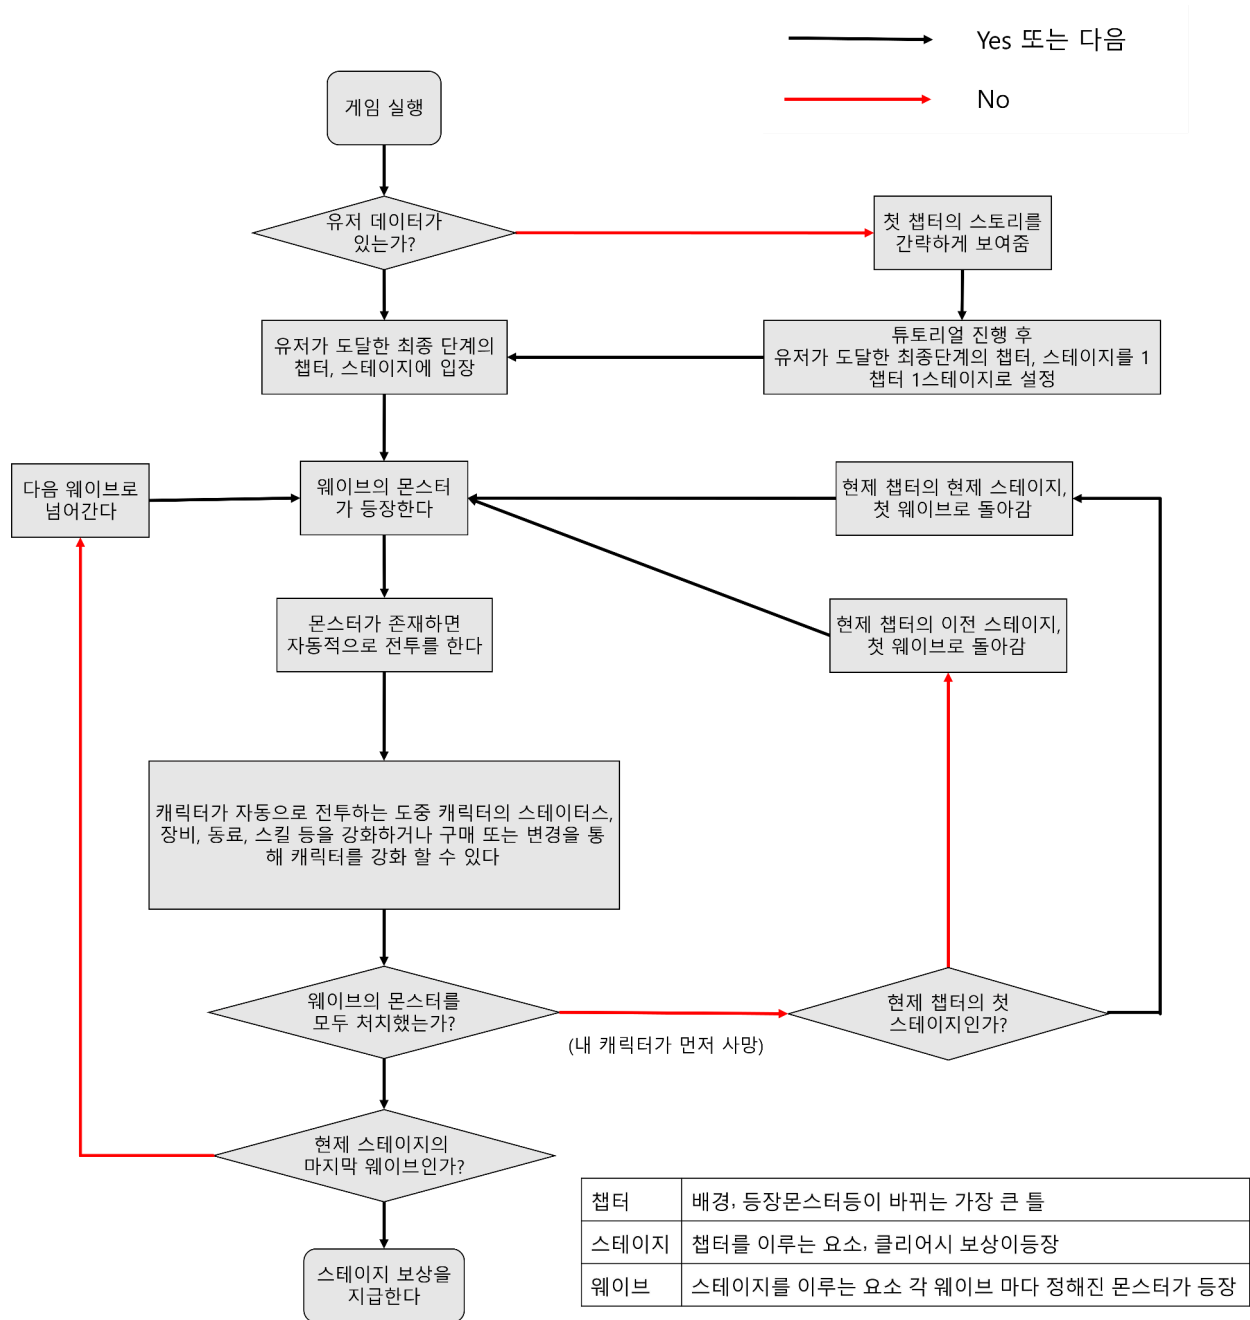 Yes 또는 다음
No
게임 실행
유저 데이터가
있는가?
첫 챕터의 스토리를
간략하게 보여줌
유저가 도달한 최종 단계의
챕터, 스테이지에 입장
튜토리얼 진행 후
유저가 도달한 최종단계의 챕터, 스테이지를 1
챕터 1스테이지로 설정
다음 웨이브로
넘어간다
웨이브의 몬스터
가 등장한다
현제 챕터의 현제 스테이지,
첫 웨이브로 돌아감
몬스터가 존재하면
자동적으로 전투를 한다
현제 챕터의 이전 스테이지,
첫 웨이브로 돌아감
캐릭터가 자동으로 전투하는 도중 캐릭터의 스테이터스,
장비, 동료, 스킬 등을 강화하거나 구매 또는 변경을 통
해 캐릭터를 강화 할 수 있다
웨이브의 몬스터를
모두 처치했는가?
(내 캐릭터가 먼저 사망)
현제 챕터의 첫
스테이지인가?
현제 스테이지의
마지막 웨이브인가?
스테이지 보상을
지급한다
챕터 배경, 등장몬스터등이 바뀌는 가장 큰 틀
스테이지 챕터를 이루는 요소, 클리어시 보상이등장
웨이브 스테이지를 이루는 요소 각 웨이브 마다 정해진 몬스터가 등장